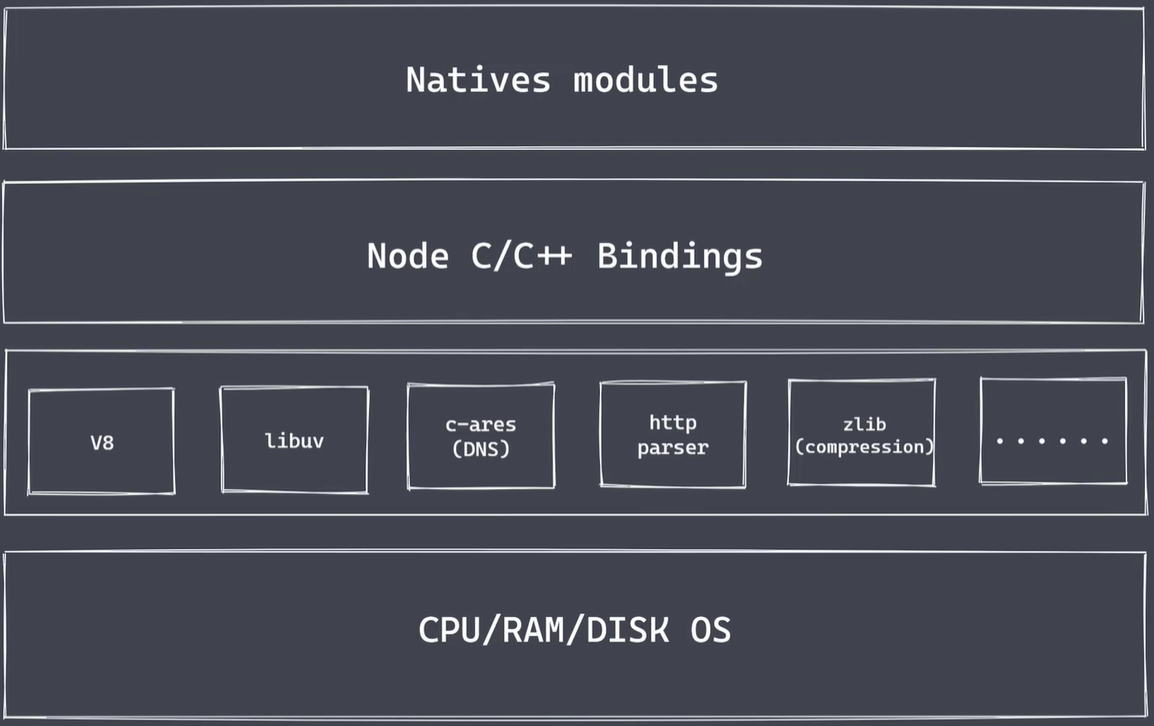 Natives modules
Node C/C++ Bindings
V8
libuv
c-ares
(DNS)
http
parser
zlib
(compression)
......
CPU/RAM/DISK OS